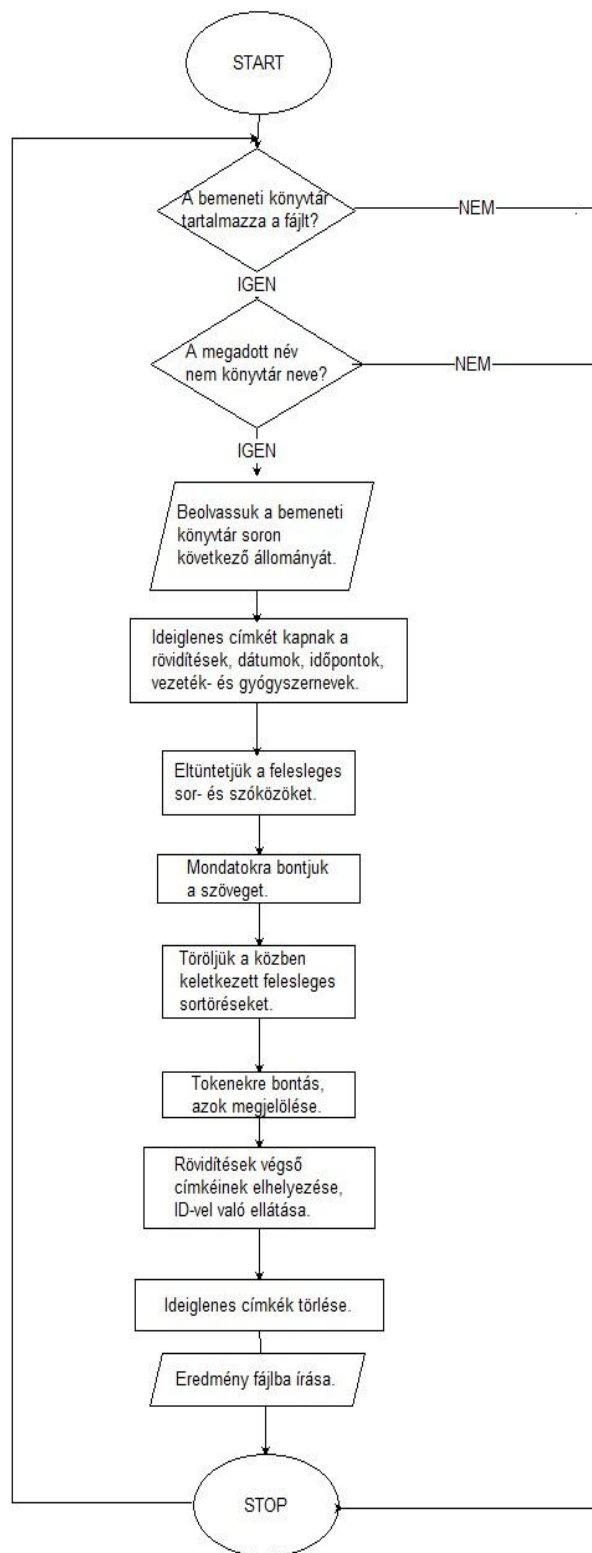 START
A bemeneti könyvtár
tartalmazza a fájlt?
NEM
IGEN
A megadott név
nem könyvtár neve?
NEM
IGEN
Beolvassuk a bemeneti
könyvtár soron
következő állományát.
Ideiglenes címkét kapnak a
rövidítések, dátumok, időpontok,
vezeték- és gyógyszernevek.
Eltüntetjük a felesleges
sor- és szóközöket.
Mondatokra bontjuk
a szöveget.
Töröljük a közben
keletkezett felesleges
sortöréseket.
Tokenekre bontás,
azok megjelölése.
Rövidítések végső
címkéinek elhelyezése,
ID-vel való ellátása.
Ideiglenes címkék törlése.
Eredmény fájlba írása.
STOP